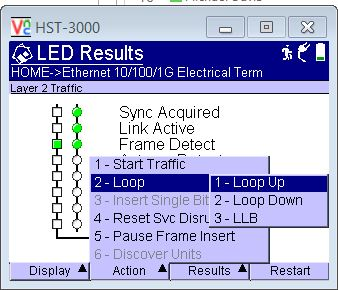 HST-3000
LED Results
HOME->Ethernet 10/100/1G Electrical Term
Layer 2 Traffic
Sync Acquired
Link Active
Frame Detect
1 - Start Traffic
2 - Loop
1 - Loop Up
3 - Insert Single Bit
2 - Loop Down
4 - Reset Svc Disru
3 - LLB
5 - Pause Frame Insert
6 - Discover Units
Display
Action
Results
Restart